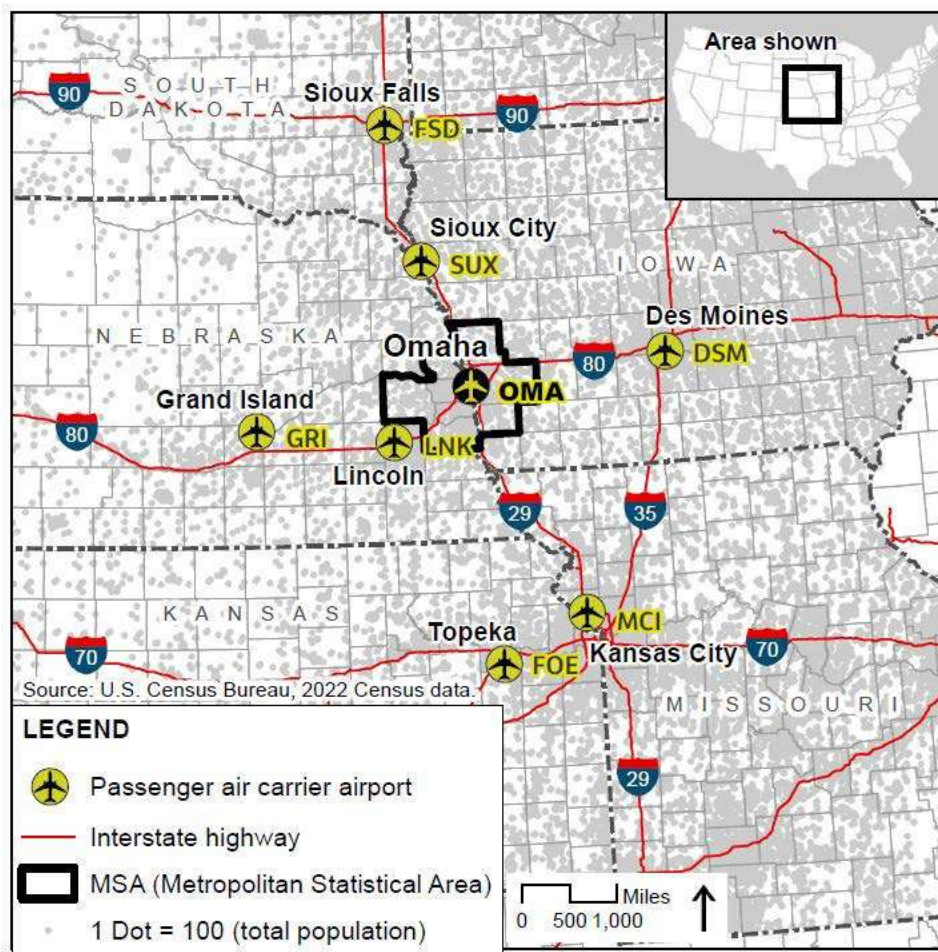 Area shown
90
SOUTH
DAKOTA
Sioux Falls
FSD
90
Sioux City
SUX
IOWA
NEBRASKA
Omaha
OMA
Des Moines
80
DSM
Grand Island
GRI
80
LNK
Lincoln
29
35
KANSAS
MCI
Topeka
FOE
Kansas City
70
70
MISSOURI
29
Source: U.S. Census Bureau, 2022 Census data.
LEGEND
Passenger air carrier airport
Interstate highway
MSA (Metropolitan Statistical Area)
1 Dot = 100 (total population)
Miles
0 500 1,000